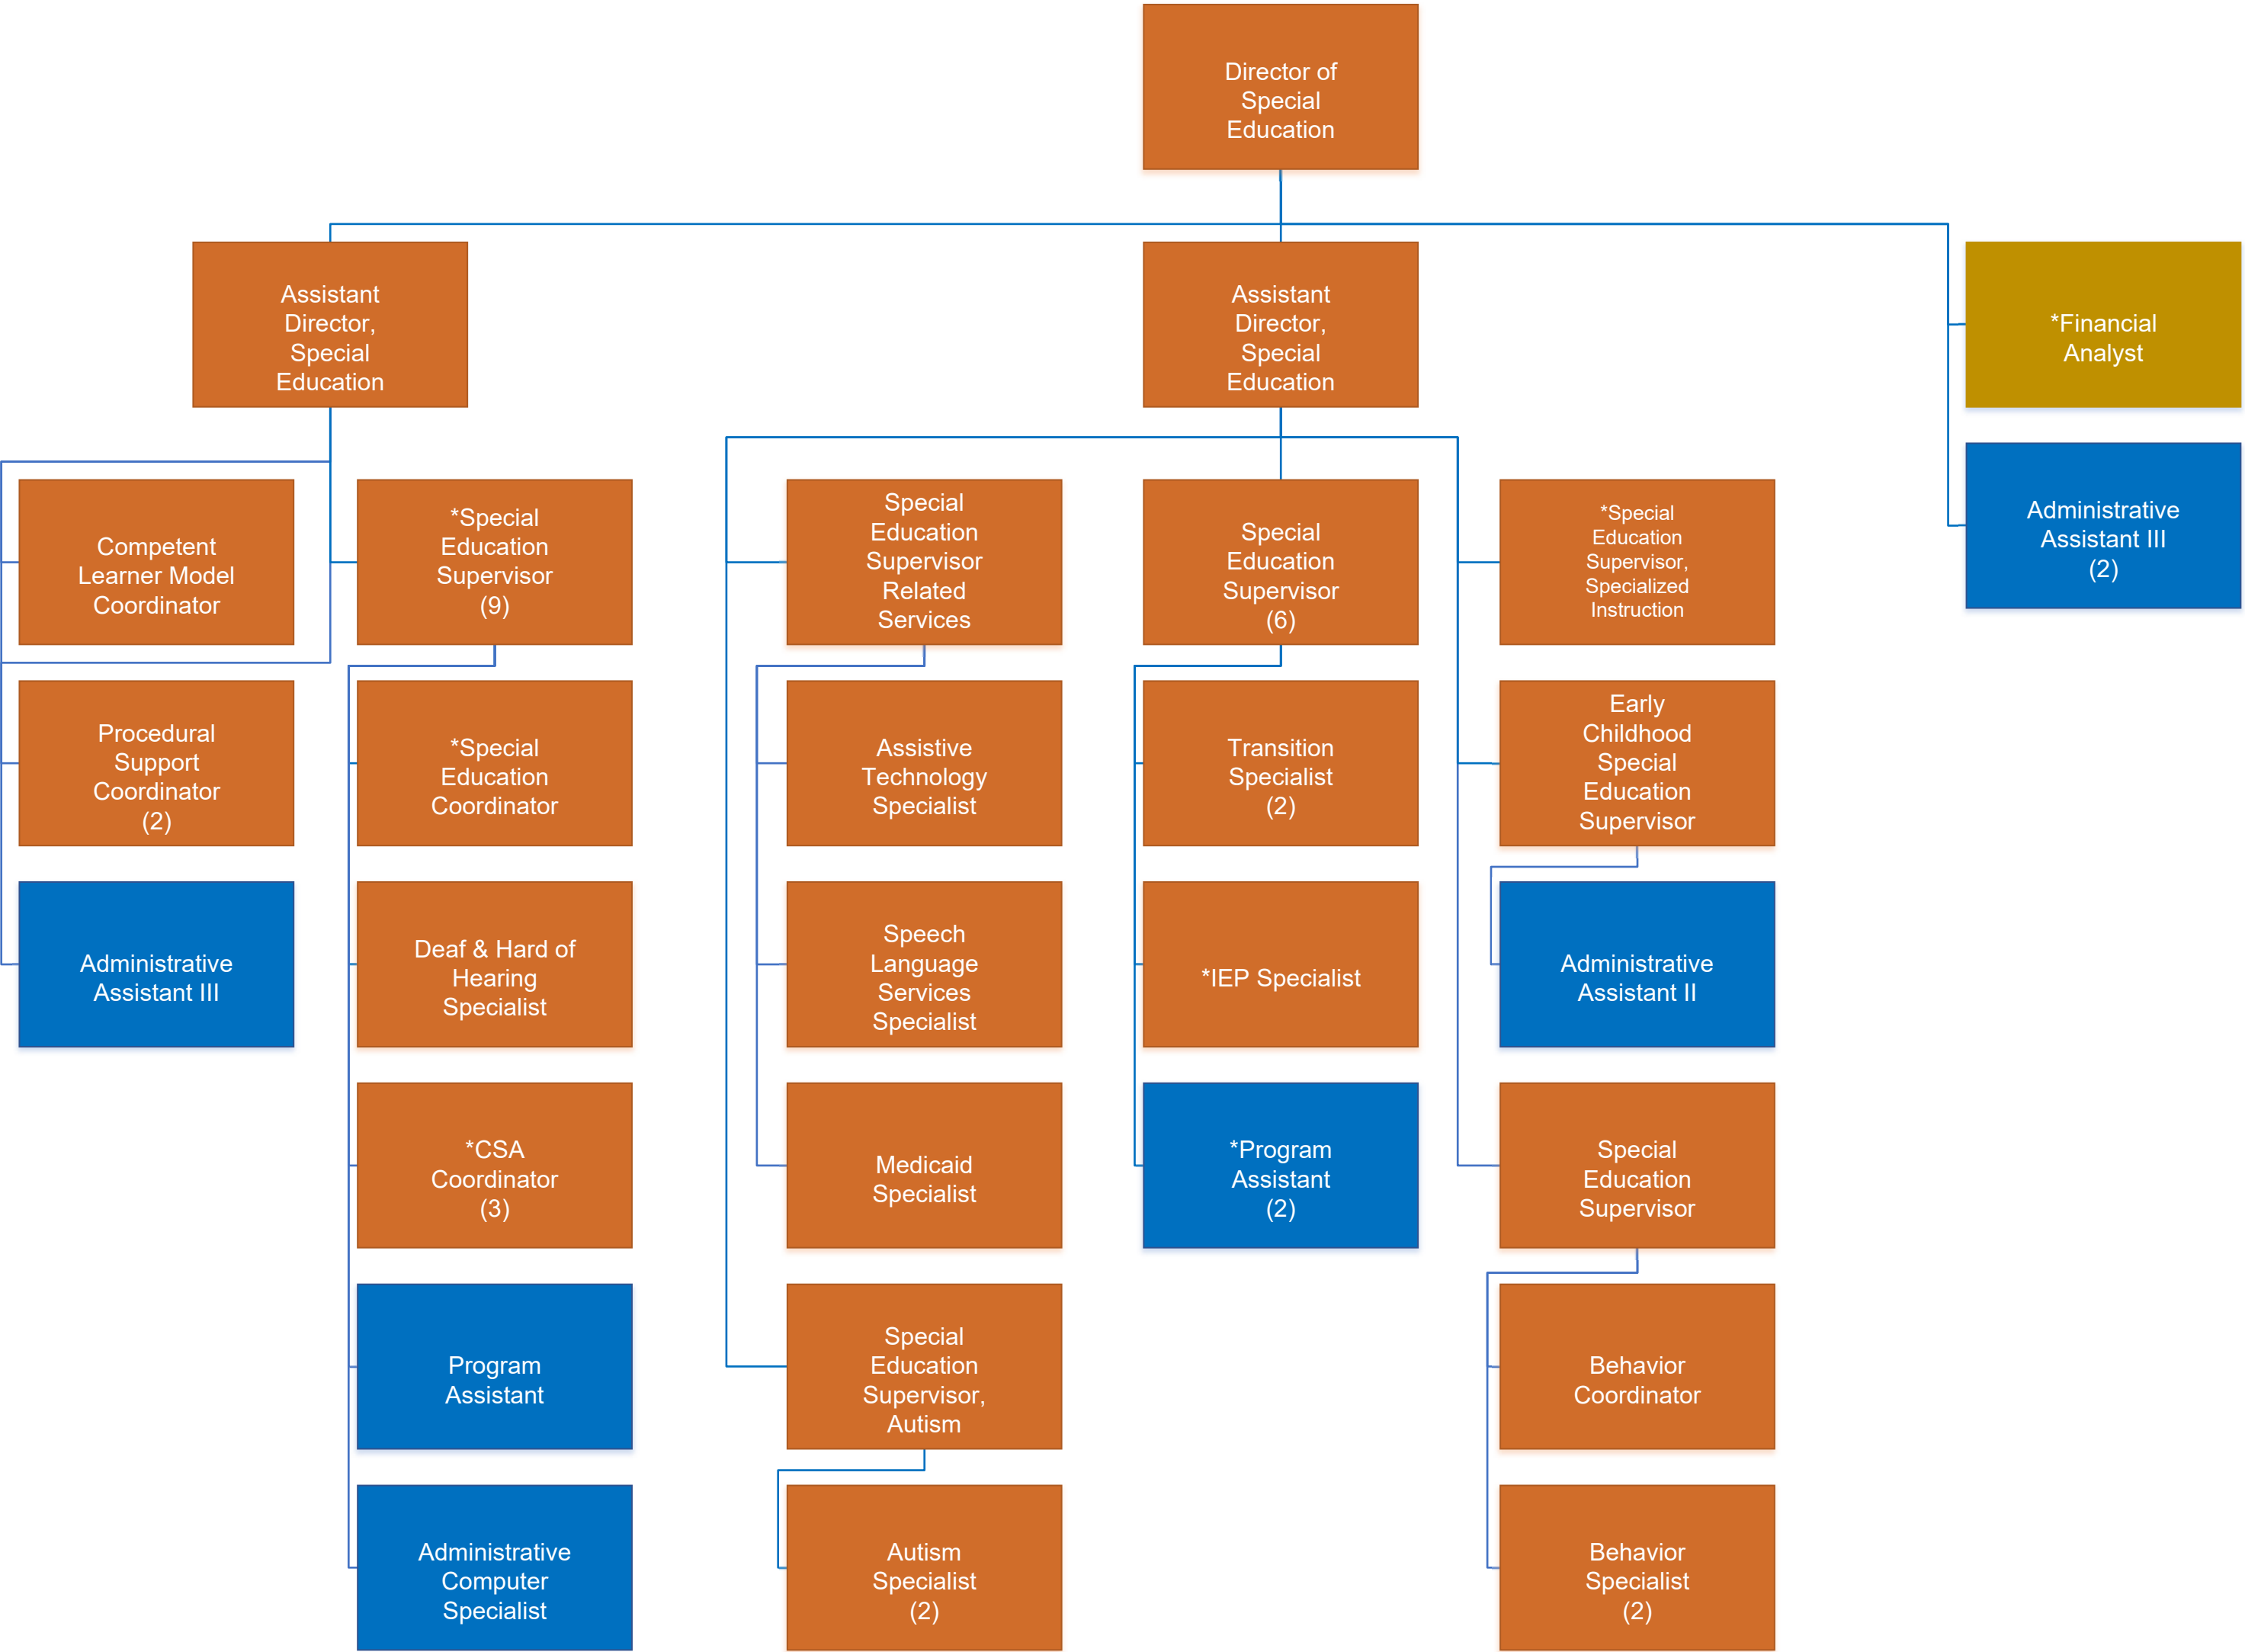 Director of
Special
Education
Assistant
Director,
Special
Education
Assistant
Director,
Special
Education
*Financial
Analyst
Administrative
Assistant III
(2)
Competent
Learner Model
Coordinator
Procedural
Support
Coordinator
(2)
Administrative
Assistant III
*Special
Education
Supervisor
(9)
*Special
Education
Coordinator
Deaf & Hard of
Hearing
Specialist
*CSA
Coordinator
(3)
Program
Assistant
Administrative
Computer
Specialist
Special
Education
Supervisor
Related
Services
Assistive
Technology
Specialist
Speech
Language
Services
Specialist
Medicaid
Specialist
Special
Education
Supervisor,
Autism
Autism
Specialist
(2)
Special
Education
Supervisor
(6)
Transition
Specialist
(2)
*IEP Specialist
*Program
Assistant
(2)
*Special
Education
Supervisor,
Specialized
Instruction
Early
Childhood
Special
Education
Supervisor
Administrative
Assistant II
Special
Education
Supervisor
Behavior
Coordinator
Behavior
Specialist
(2)